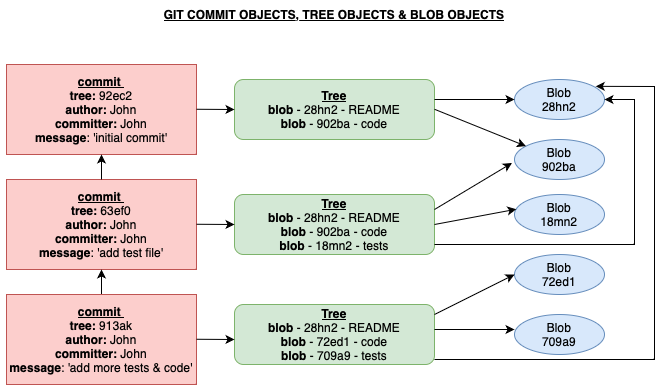 GIT COMMIT OBJECTS, TREE OBJECTS & BLOB OBJECTS
commit
tree: 92ec2
author: John
committer: John
message: 'initial commit'
Tree
blob - 28hn2 - README
blob - 902ba - code
Blob
28hn2
Blob
902ba
commit
tree: 63ef0
author: John
committer: John
message: 'add test file'
Tree
blob - 28hn2 - README
blob - 902ba - code
blob - 18mn2 - tests
Blob
18mn2
Blob
72ed1
commit
tree: 913ak
author: John
committer: John
message: 'add more tests & code'
Tree
blob - 28hn2 - README
blob - 72ed1 - code
blob - 709a9 - tests
Blob
709a9